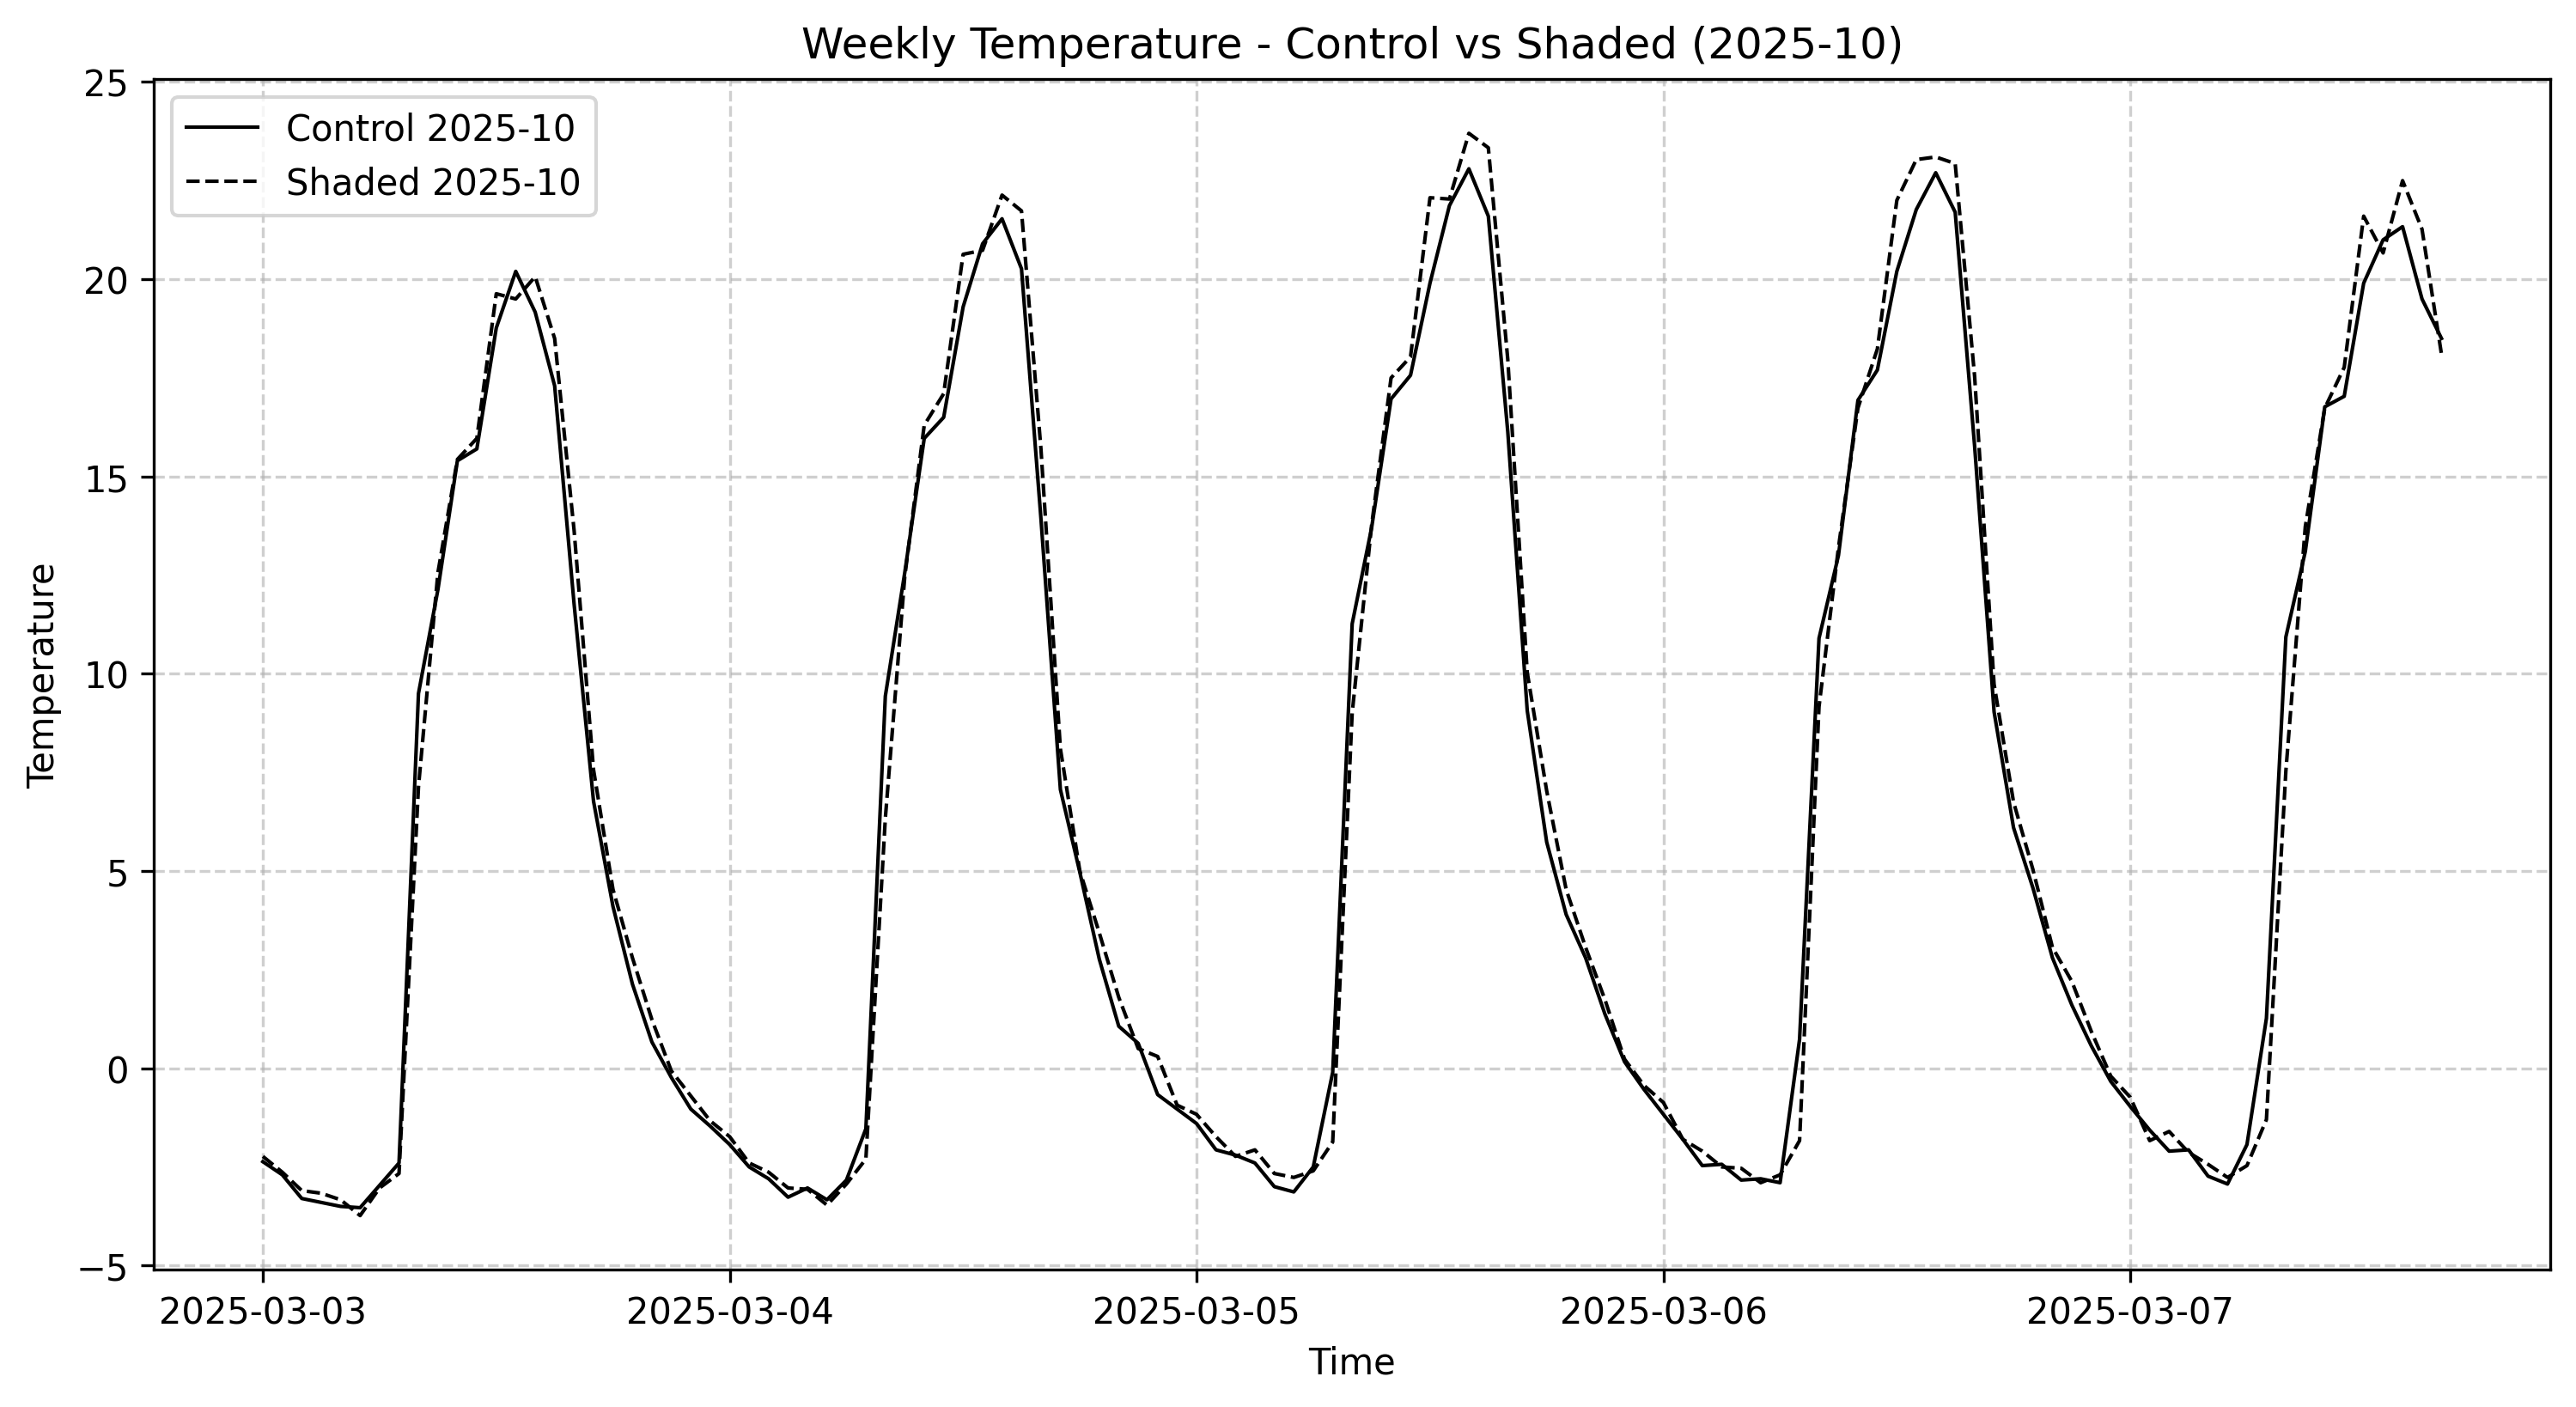 Weekly Temperature - Control vs Shaded (2025-10)
Control 2025-10
Shaded 2025-10
Temperature
25
20
15
10
5
0
−5
2025-03-03 2025-03-04 2025-03-05 2025-03-06 2025-03-07
Time